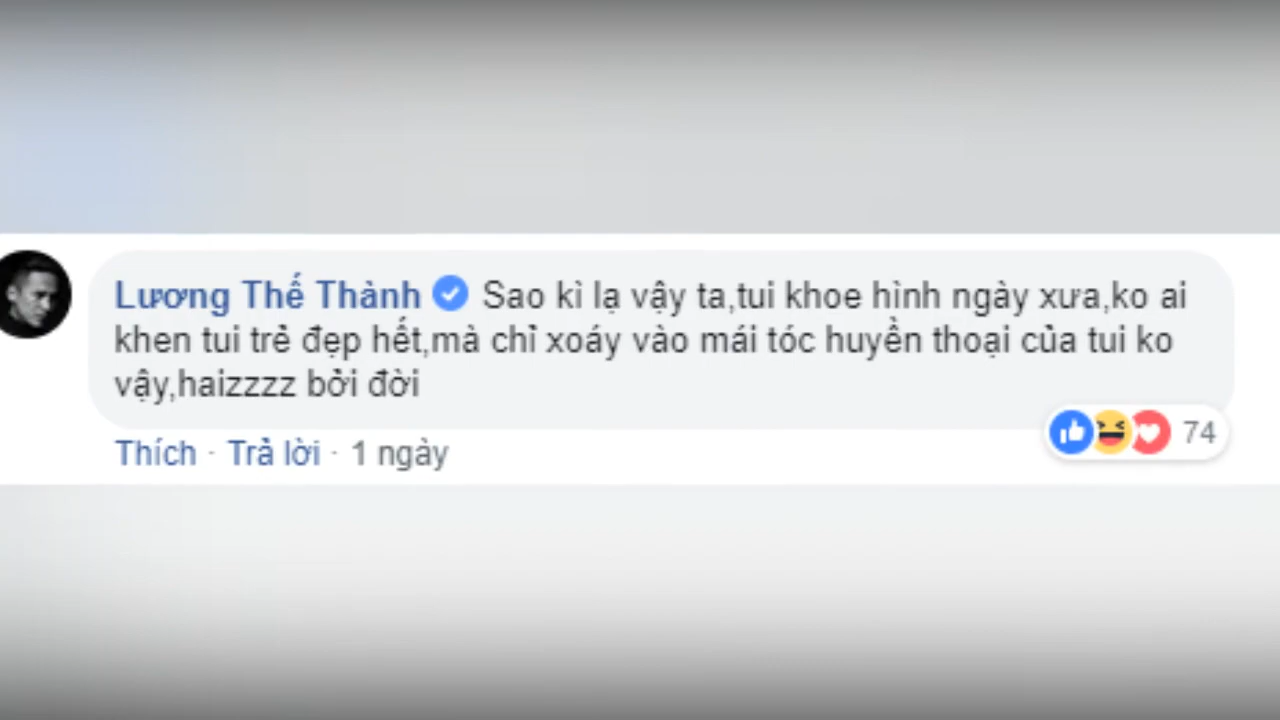 Lương Thế Thành Sao kì lạ vậy ta,tui khoe hình ngày xưa,ko ai
khen tui trẻ đẹp hết,mà chỉ xoáy vào mái tóc huyền thoại của tui ko
vậy,haizzzz bởi đời
Thích · Trả lời · 1 ngày 74